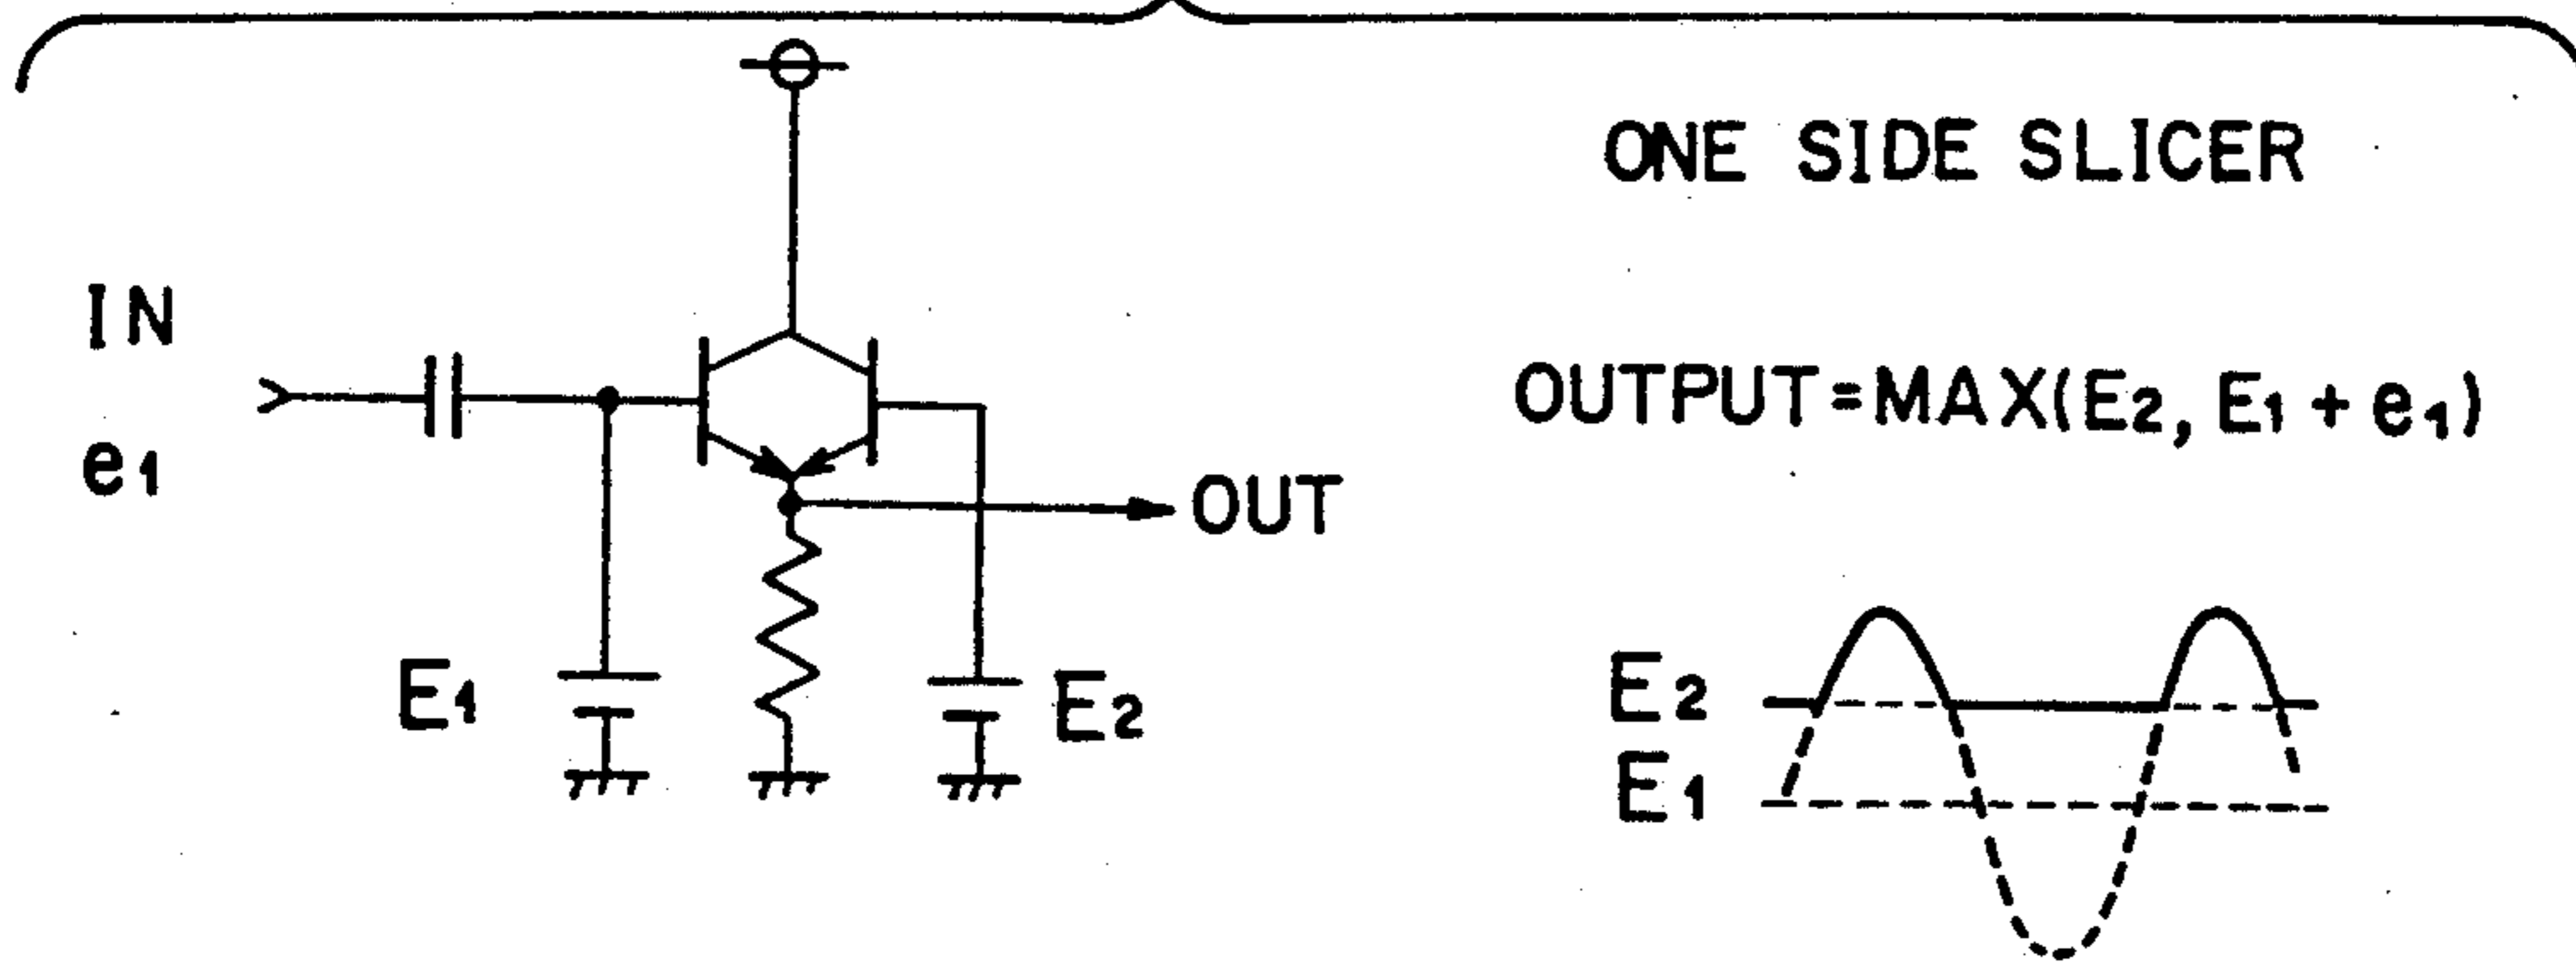 ONE SIDE SLICER
IN
e1
OUTPUT=MAX(E2, E1+e1)
OUT
E1
E2
E2
E1